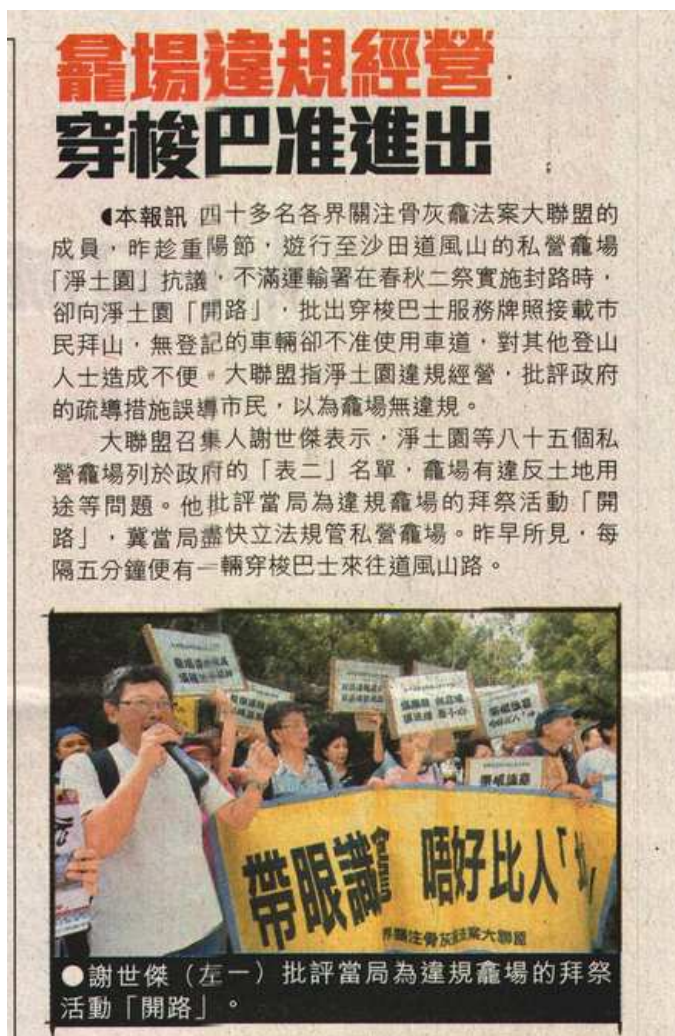 龕場違規經營
穿梭巴准進出
◖本報訊 四十多名各界關注骨灰龕法案大聯盟的
成員，昨趁重陽節，遊行至沙田道風山的私營龕場
「淨土園」抗議，不滿運輸署在春秋二祭實施封路時，
卻向淨土園「開路」，批出穿梭巴士服務牌照接載市
民拜山，無登記的車輛卻不准使用車道，對其他登山
人士造成不便。大聯盟指淨土園違規經營，批評政府
的疏導措施誤導市民，以為龕場無違規。
大聯盟召集人謝世傑表示，淨土園等八十五個私
營龕場列於政府的「表二」名單，龕場有違反土地用
途等問題。他批評當局為違規龕場的拜祭活動「開
路」，冀當局盡快立法規管私營龕場。昨早所見，每
隔五分鐘便有一輛穿梭巴士來往道風山路。
帶眼識 唔好比人「
界關注骨灰龕法案大聯盟
●謝世傑（左一）批評當局為違規龕場的拜祭
活動「開路」。